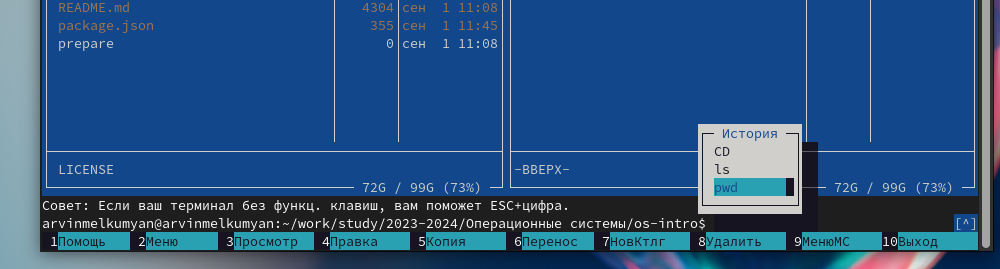 README.md 4304 сен 1 11:08
package.json 355 сен 1 11:45
prepare 0 сен 1 11:08
История
CD
ls
pwd
LICENSE
-ВВЕРХ-
72G / 99G (73%)
72G / 99G (73%)
Совет: Если ваш терминал без функц. клавиш, вам поможет ESC+цифра.
arvinmelkumyan@arvinmelkumyan:~/work/study/2023-2024/Операционные системы/os-intro$ [^]
1Помощь 2Меню 3Просмотр 4Правка 5Копия 6Перенос 7НовКтлг 8Удалить 9МенюМС 10Выход